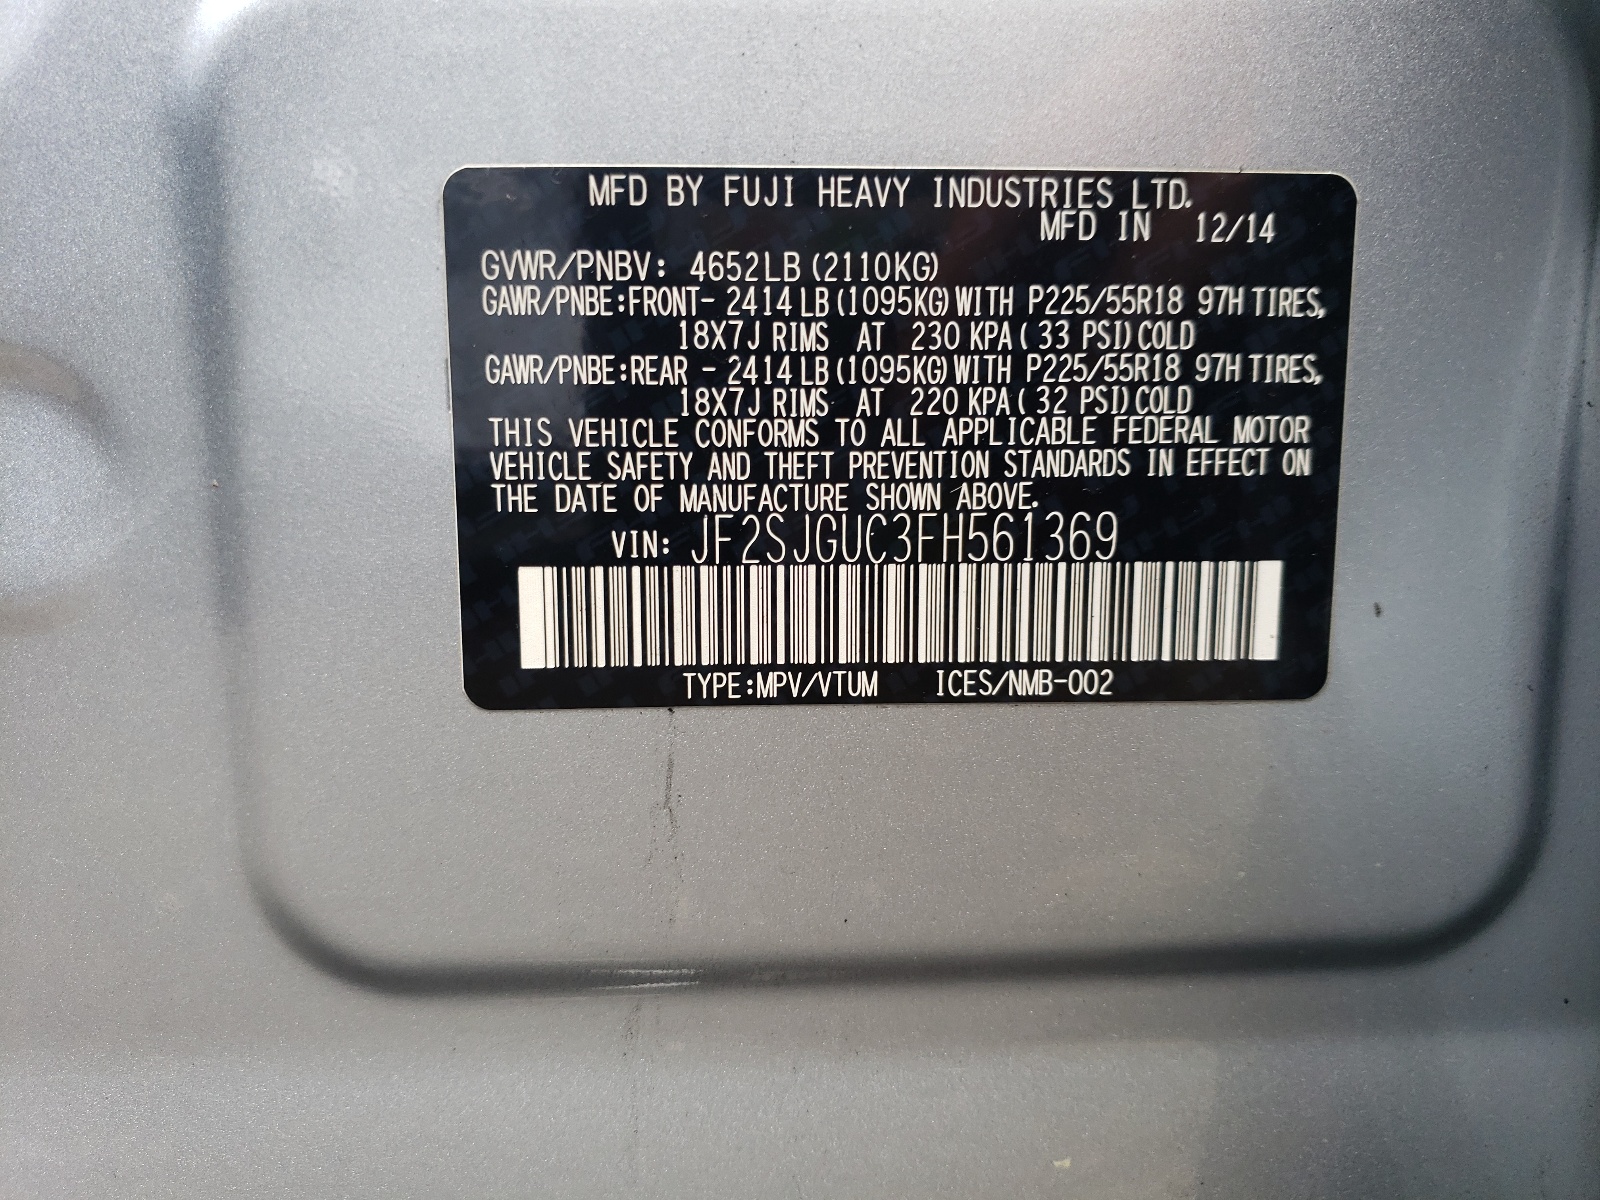 MFD BY FUJI HEAVY INDUSTRIES LTD.
MFD IN 12/14
GVWR/PNBV: 4652LB (2110KG)
GAWR/PNBE:FRONT- 2414LB (1095KG) WITH P225/55R18 97H TIRES,
18X7J RIMS AT 230 KPA ( 33 PSI) COLD
GAWR/PNBE:REAR - 2414LB (1095KG) WITH P225/55R18 97H TIRES,
18X7J RIMS AT 220 KPA ( 32 PSI) COLD
THIS VEHICLE CONFORMS TO ALL APPLICABLE FEDERAL MOTOR
VEHICLE SAFETY AND THEFT PREVENTION STANDARDS IN EFFECT ON
THE DATE OF MANUFACTURE SHOWN ABOVE.
VIN: JF2SJGUC3FH561369
TYPE:MPV/VTUM ICES/NMB-002